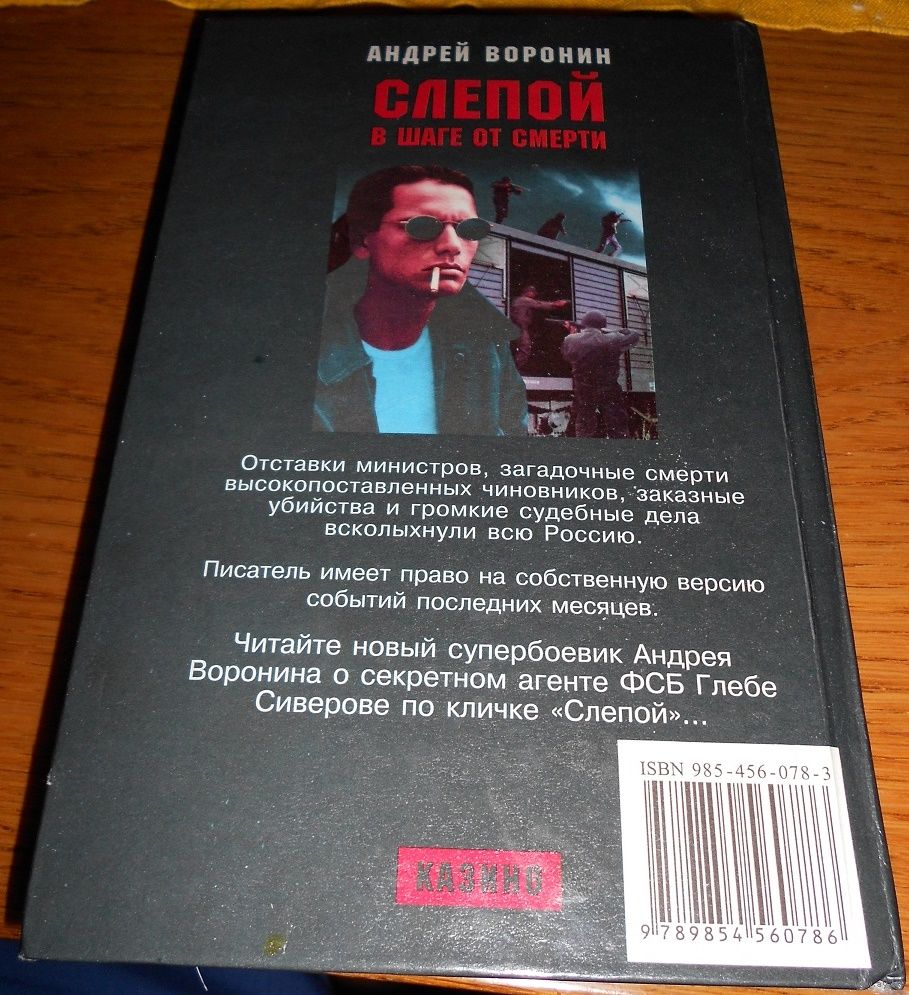 АНДРЕЙ ВОРОНИН
СЛЕПОЙ
В ШАГЕ ОТ СМЕРТИ
Отставки министров, загадочные смерти
высокопоставленных чиновников, заказные
убийства и громкие судебные дела
всколыхнули всю Россию.
Писатель имеет право на собственную версию
событий последних месяцев.
Читайте новый супербоевик Андрея
Воронина о секретном агенте ФСБ Глебе
Сиверове по кличке «Слепой»...
ISBN 985-456-078-3
9 789854 560786
КАЗИНО